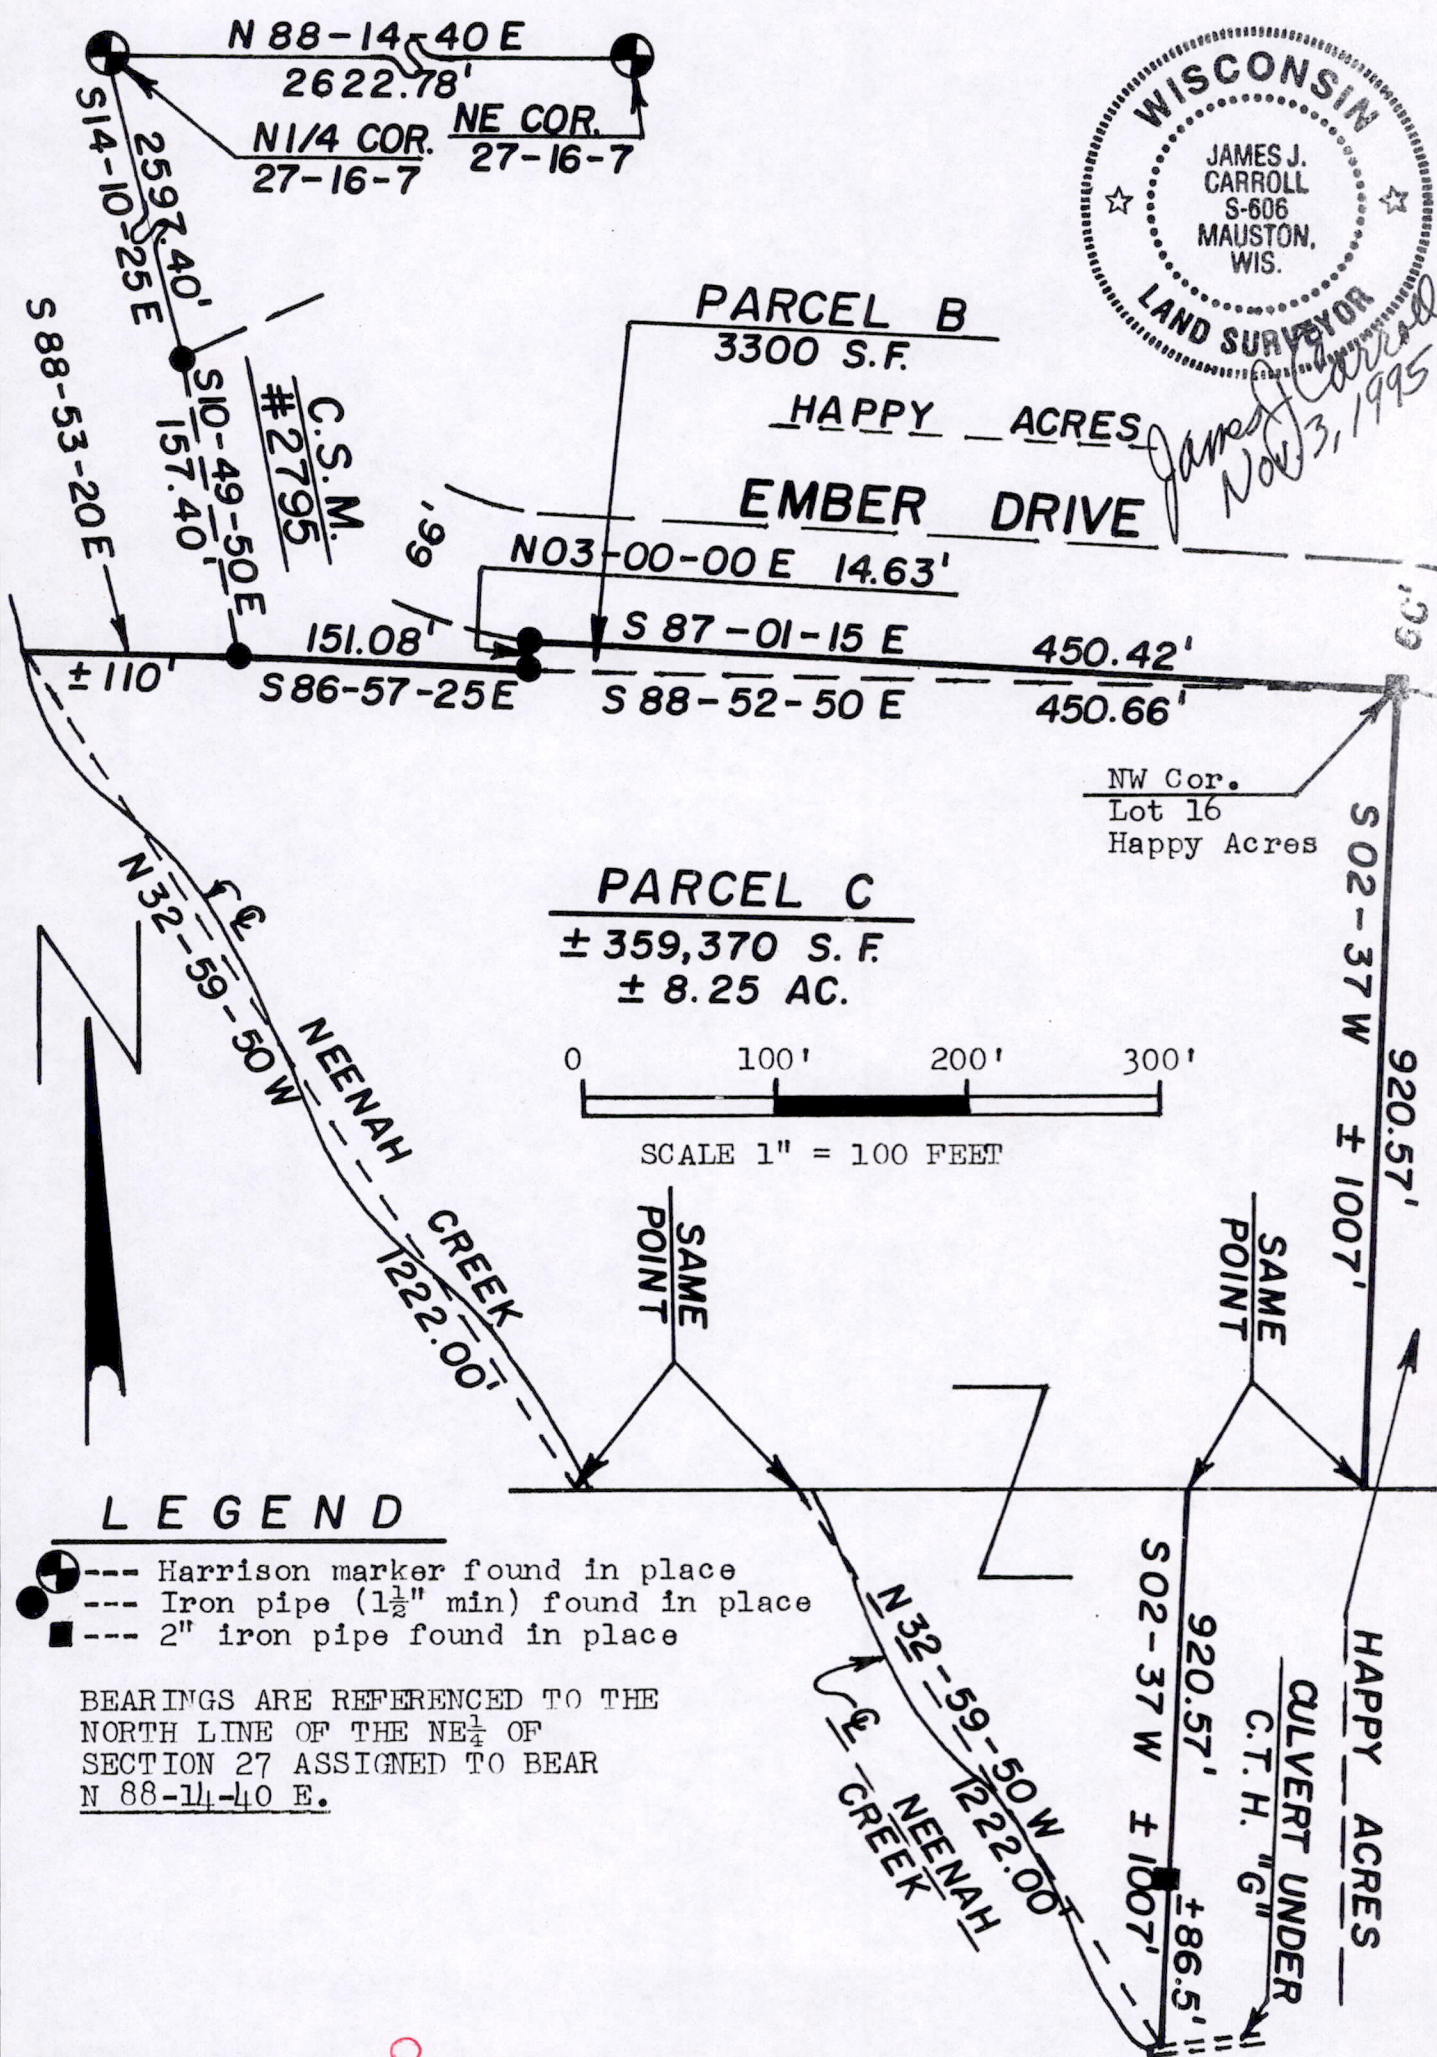 N 88-14-40 E
2622.78'
N1/4 COR.
27-16-7
NE COR.
27-16-7
S14-10-25 E
2597.40'
WISCONSIN
JAMES J.
CARROLL
S-606
MAUSTON,
WIS.
LAND SURVEYOR
James J Carroll
Nov. 3, 1995
S 88-53-20 E
S10-49-50 E
157.40'
C.S.M.
#2795
PARCEL B
3300 S.F.
HAPPY ACRES
EMBER DRIVE
66'
66'
N03-00-00 E 14.63'
±110'
151.08'
S 86-57-25 E
S 87-01-15 E 450.42'
S 88-52-50 E 450.66'
NW Cor.
Lot 16
Happy Acres
S 02-37 W ± 1007'
920.57'
PARCEL C
± 359,370 S. F.
± 8.25 AC.
℄
N 32-59-50 W
1222.00'
NEENAH CREEK
0 100' 200' 300'
SCALE 1" = 100 FEET
SAME
POINT
SAME
POINT
N
LEGEND
--- Harrison marker found in place
--- Iron pipe (1½" min) found in place
--- 2" iron pipe found in place
BEARINGS ARE REFERENCED TO THE
NORTH LINE OF THE NE¼ OF
SECTION 27 ASSIGNED TO BEAR
N 88-14-40 E.
N 32-59-50 W
1222.00'
℄
NEENAH
CREEK
S 02-37 W ± 1007'
920.57'
±86.5'
CULVERT UNDER
C.T.H. "G"
HAPPY ACRES